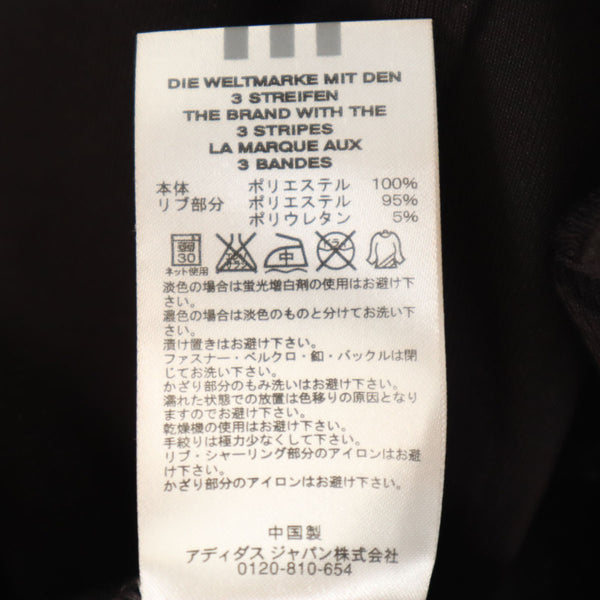 DIE WELTMARKE MIT DEN
3 STREIFEN
THE BRAND WITH THE
3 STRIPES
LA MARQUE AUX
3 BANDES
本体 ポリエステル 100%
リブ部分 ポリエステル 95%
ポリウレタン 5%
30 中
ネット使用
淡色の場合は蛍光増白剤の使用はお避け下
さい。
濃色の場合は淡色のものと分けてお洗い下
さい。
漬け置きはお避け下さい。
ファスナー・ベルクロ・釦・バックルは閉
じてお洗い下さい。
かざり部分のもみ洗いはお避け下さい。
濡れた状態での放置は色移りの原因となり
ますのでお避け下さい。
乾燥機の使用はお避け下さい。
手絞りは極力少なくして下さい。
リブ・シャーリング部分のアイロンはお避
け下さい。
かざり部分のアイロンはお避け下さい。
中国製
アディダス ジャパン株式会社
0120-810-654